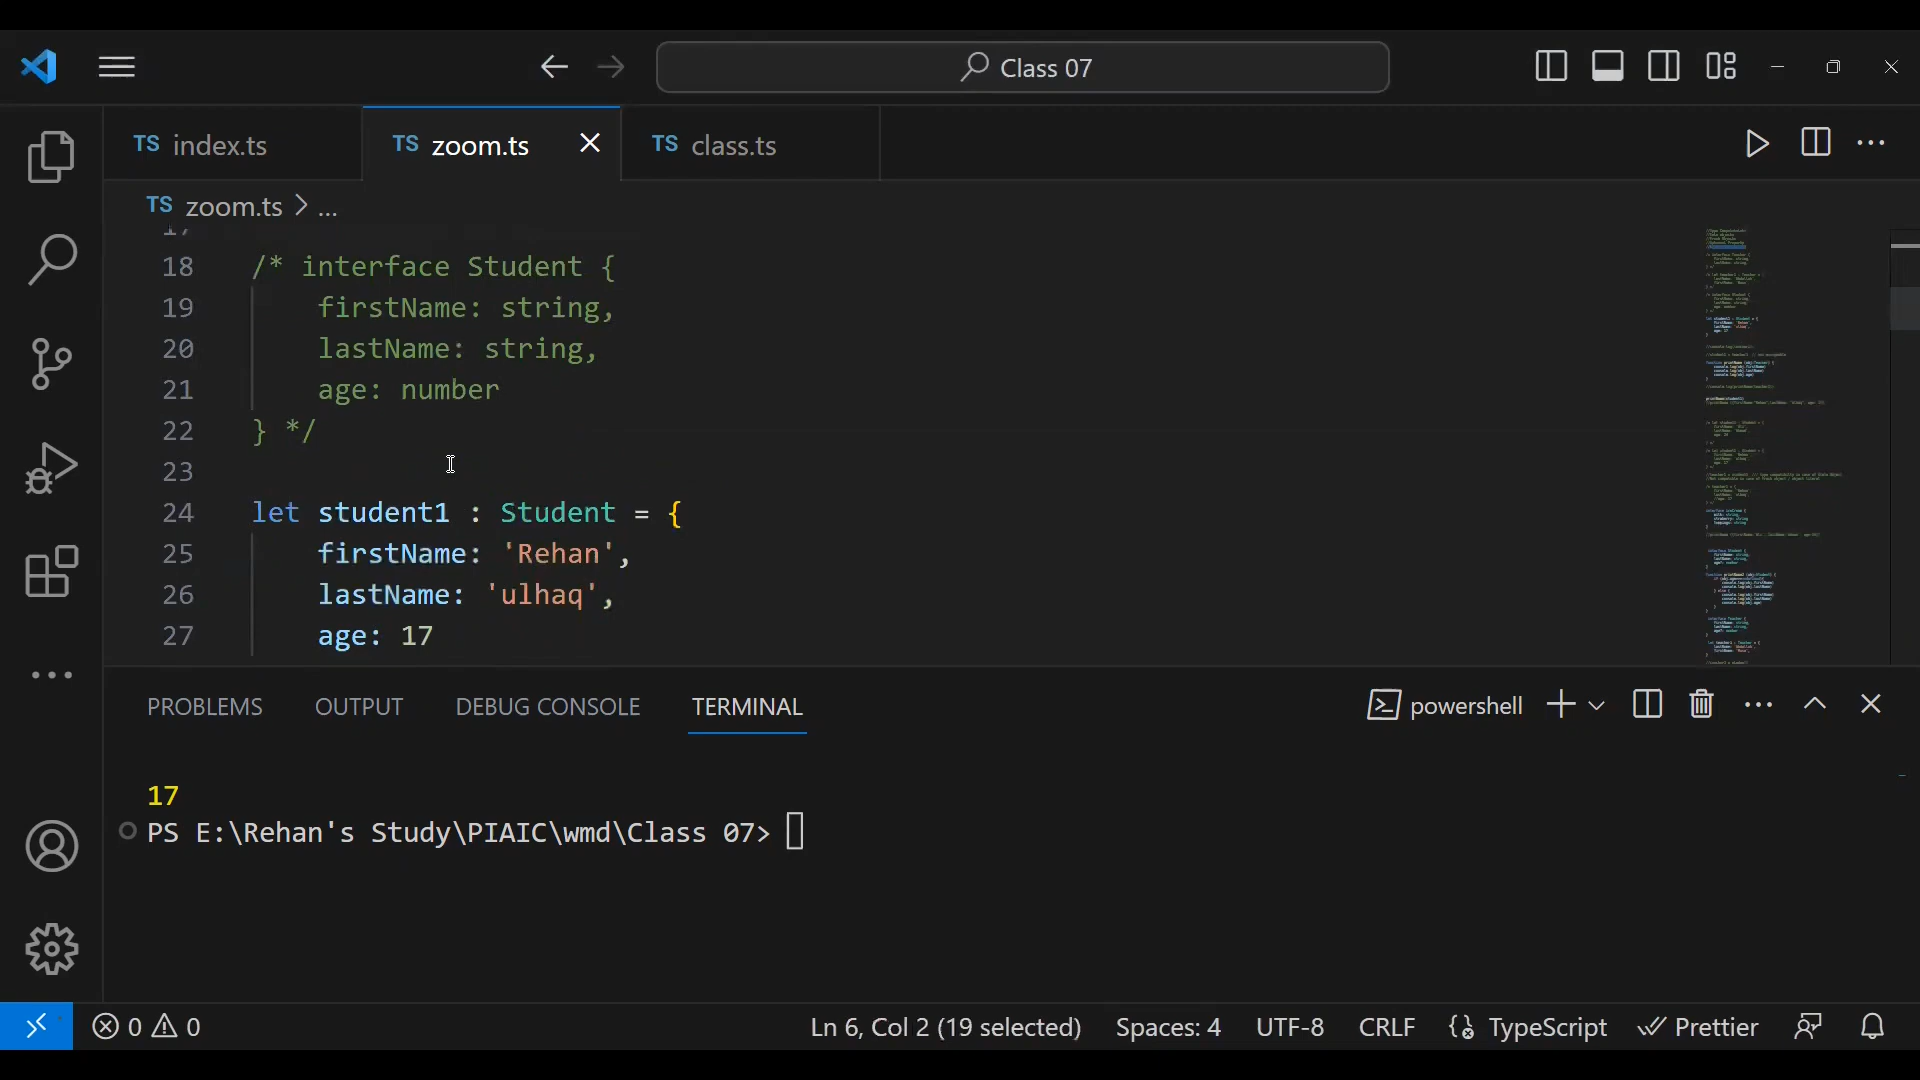 Class 07
TS index.ts
TS zoom.ts
TS class.ts
TS zoom.ts > ...
17
18 /* interface Student {
19 firstName: string,
20 lastName: string,
21 age: number
22 } */
23
24 let student1 : Student = {
25 firstName: 'Rehan',
26 lastName: 'ulhaq',
27 age: 17
PROBLEMS OUTPUT DEBUG CONSOLE TERMINAL
powershell
17
PS E:\Rehan's Study\PIAIC\wmd\Class 07>
0 0 Ln 6, Col 2 (19 selected) Spaces: 4 UTF-8 CRLF TypeScript Prettier